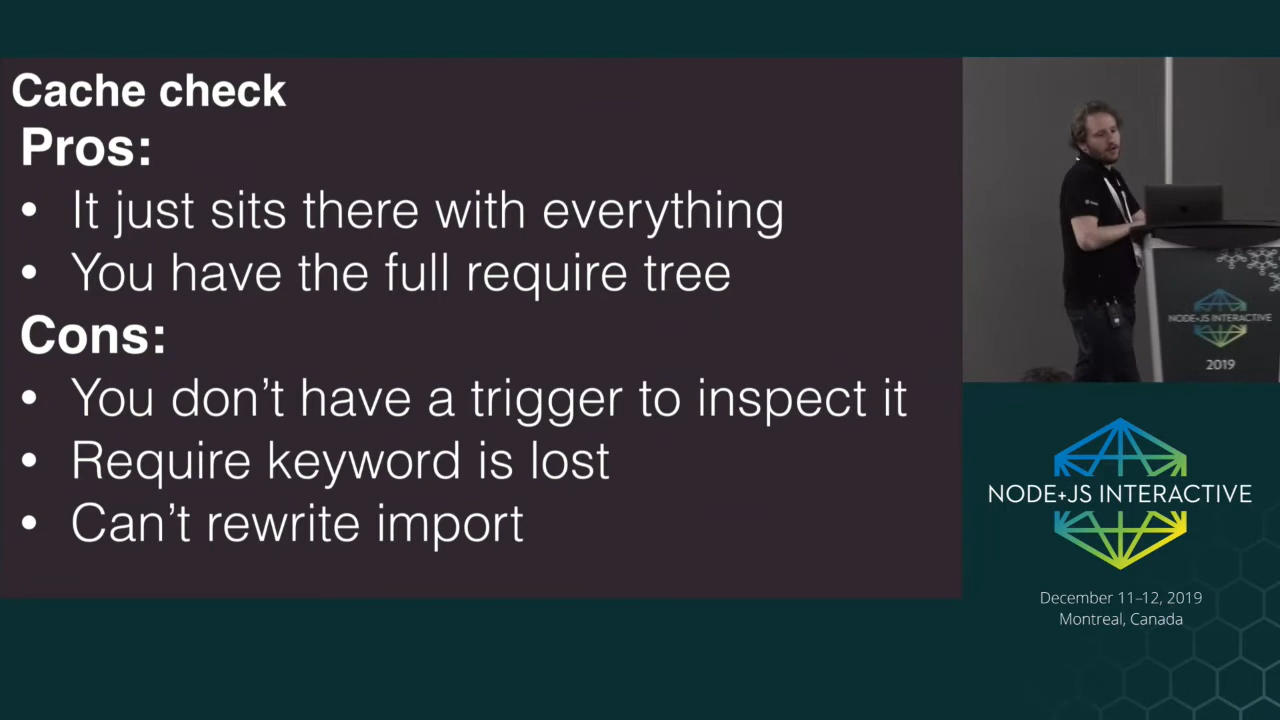 Cache check
Pros:
• It just sits there with everything
• You have the full require tree
Cons:
• You don't have a trigger to inspect it
• Require keyword is lost
• Can't rewrite import
NODE+JS INTERACTIVE
2019
NODE+JS INTERACTIVE
December 11–12, 2019
Montreal, Canada